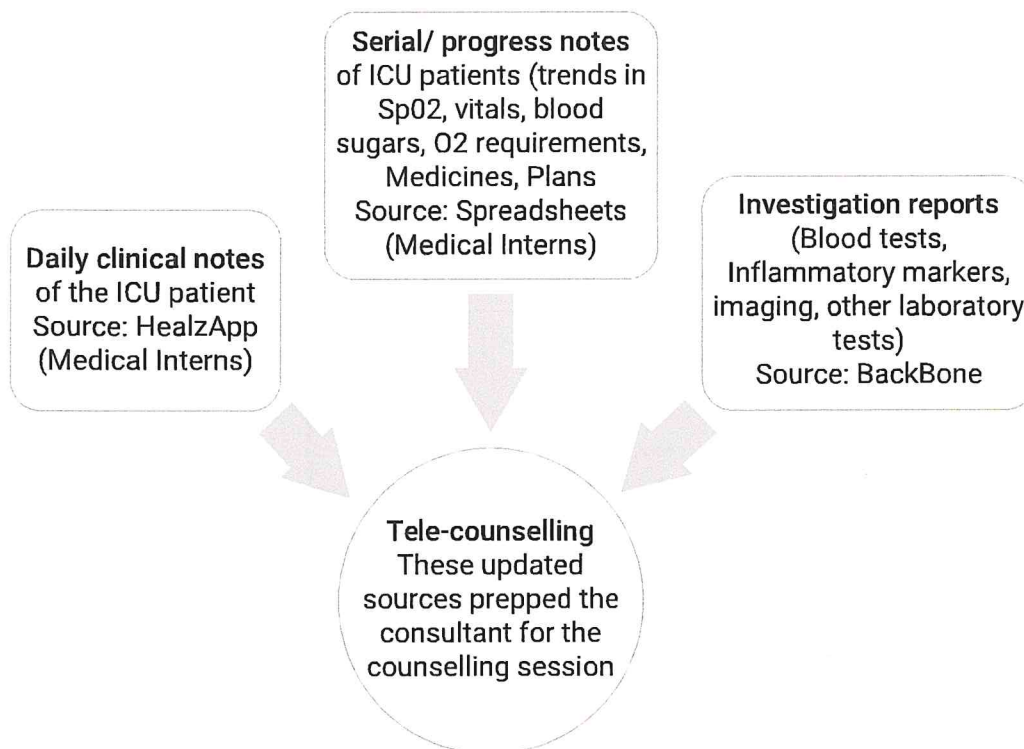 Serial/ progress notes
of ICU patients (trends in
Sp02, vitals, blood
sugars, O2 requirements,
Medicines, Plans
Source: Spreadsheets
(Medical Interns)
Daily clinical notes
of the ICU patient
Source: HealzApp
(Medical Interns)
Investigation reports
(Blood tests,
Inflammatory markers,
imaging, other laboratory
tests)
Source: BackBone
Tele-counselling
These updated
sources prepped the
consultant for the
counselling session